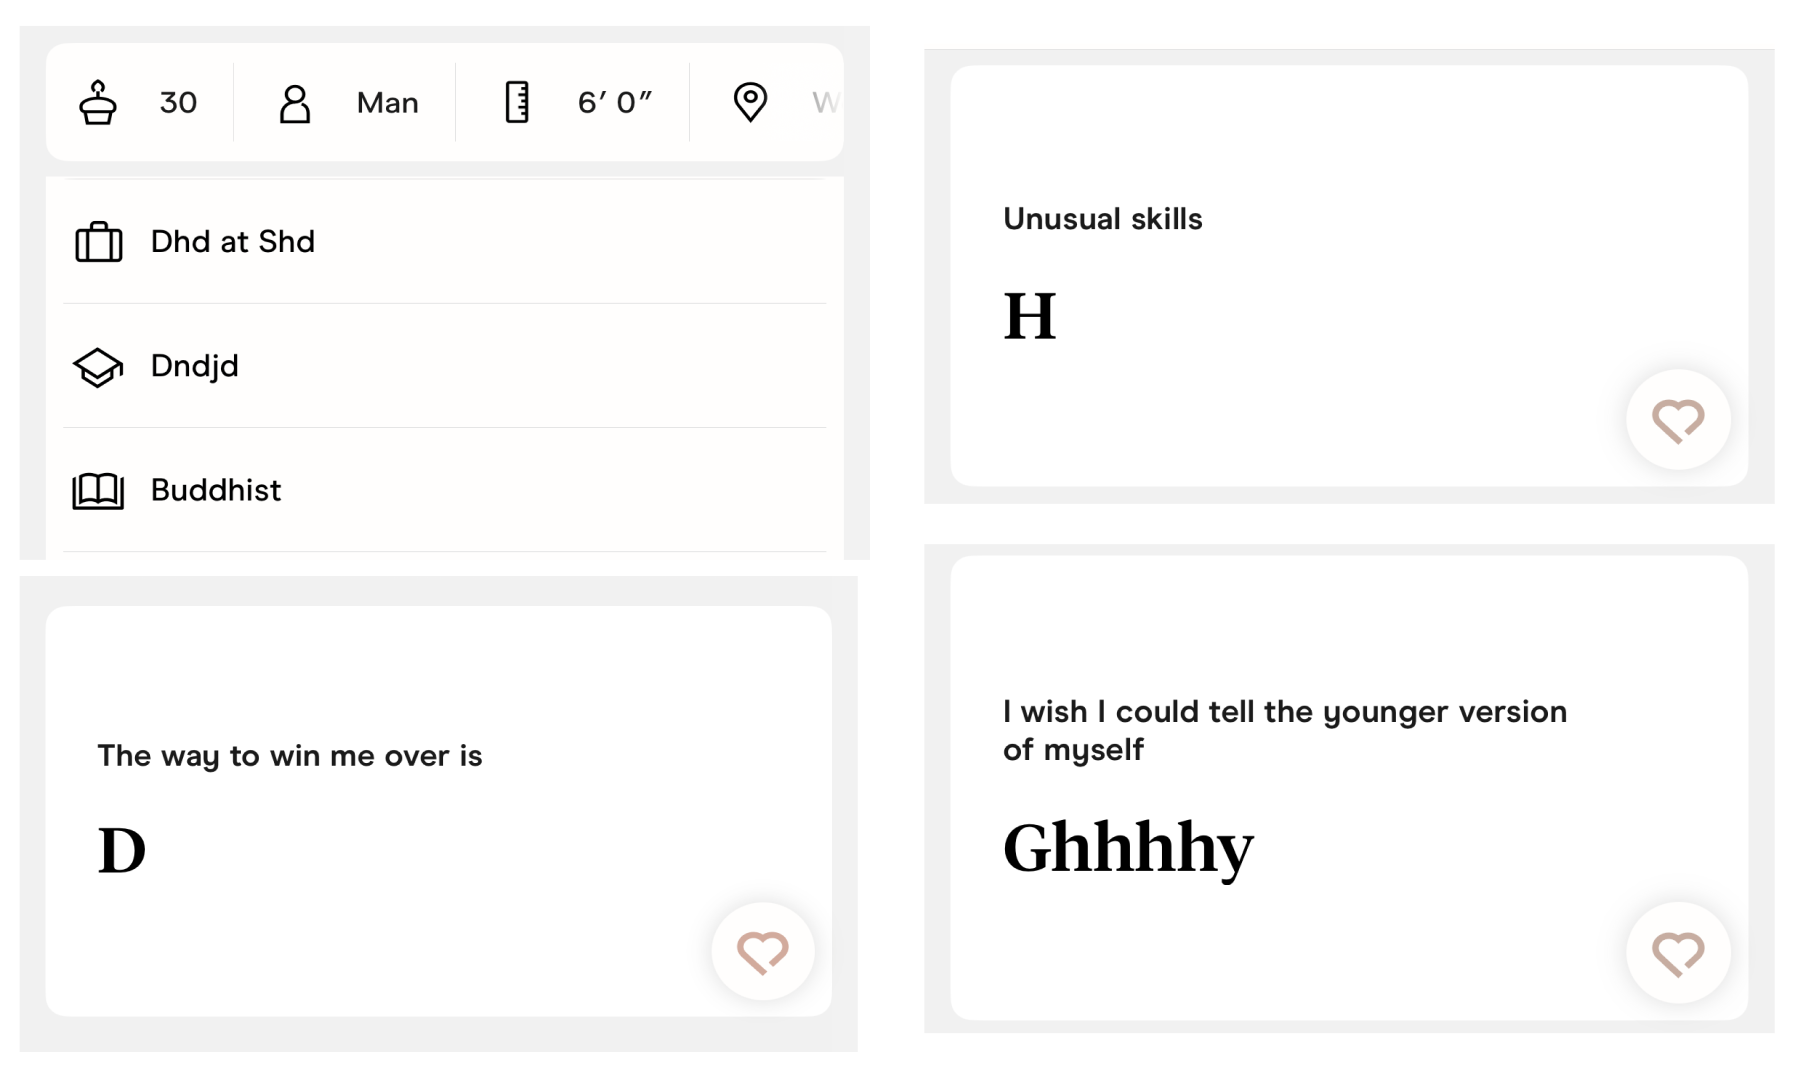 30
Man
6′ 0″
W
Dhd at Shd
Dndjd
Buddhist
The way to win me over is
D
Unusual skills
H
I wish I could tell the younger version
of myself
Ghhhhy